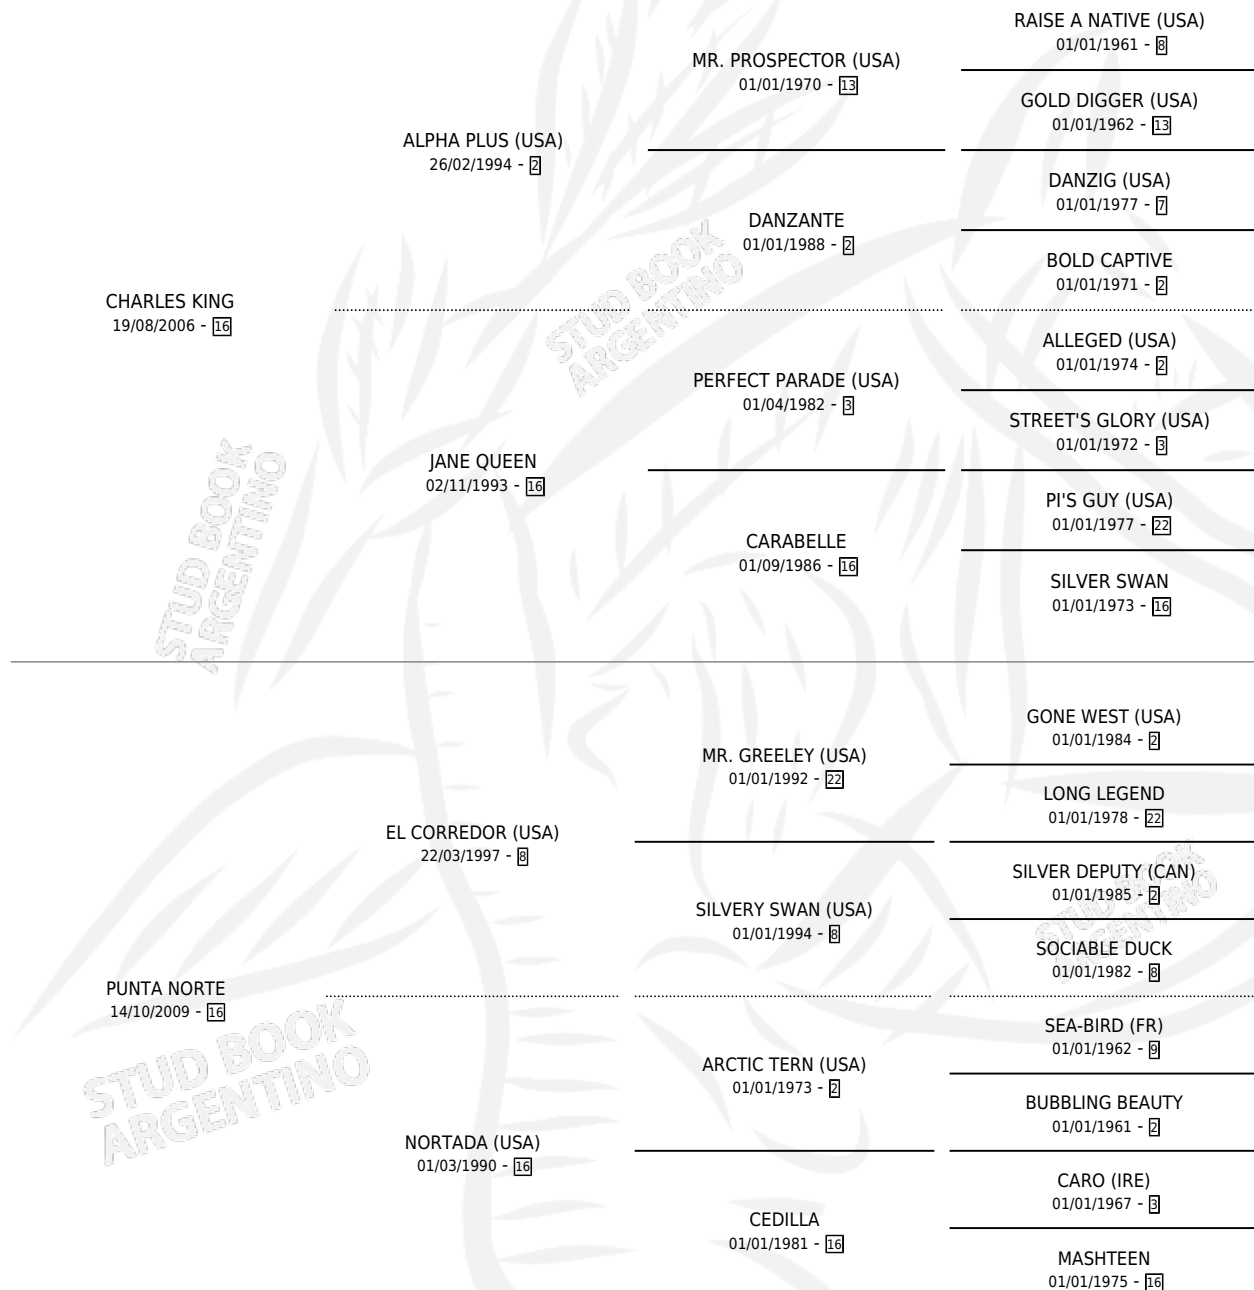 RAISE A NATIVE (USA)
01/01/1961 - 8
MR. PROSPECTOR (USA)
01/01/1970 - 13
GOLD DIGGER (USA)
01/01/1962 - 13
ALPHA PLUS (USA)
26/02/1994 - 2
DANZIG (USA)
01/01/1977 - 7
DANZANTE
01/01/1988 - 2
BOLD CAPTIVE
01/01/1971 - 2
CHARLES KING
19/08/2006 - 16
STUD BOOK
ARGENTINO
ALLEGED (USA)
01/01/1974 - 2
PERFECT PARADE (USA)
01/04/1982 - 3
STREET'S GLORY (USA)
01/01/1972 - 3
JANE QUEEN
02/11/1993 - 16
PI'S GUY (USA)
01/01/1977 - 22
CARABELLE
01/09/1986 - 16
SILVER SWAN
01/01/1973 - 16
STUD BOOK
ARGENTINO
GONE WEST (USA)
01/01/1984 - 2
MR. GREELEY (USA)
01/01/1992 - 22
LONG LEGEND
01/01/1978 - 22
EL CORREDOR (USA)
22/03/1997 - 8
SILVER DEPUTY (CAN)
01/01/1985 - 2
SILVERY SWAN (USA)
01/01/1994 - 8
STUD BOOK
ARGENTINO
SOCIABLE DUCK
01/01/1982 - 8
PUNTA NORTE
14/10/2009 - 16
STUD BOOK
ARGENTINO
SEA-BIRD (FR)
01/01/1962 - 9
ARCTIC TERN (USA)
01/01/1973 - 2
BUBBLING BEAUTY
01/01/1961 - 2
NORTADA (USA)
01/03/1990 - 16
CARO (IRE)
01/01/1967 - 3
CEDILLA
01/01/1981 - 16
MASHTEEN
01/01/1975 - 16